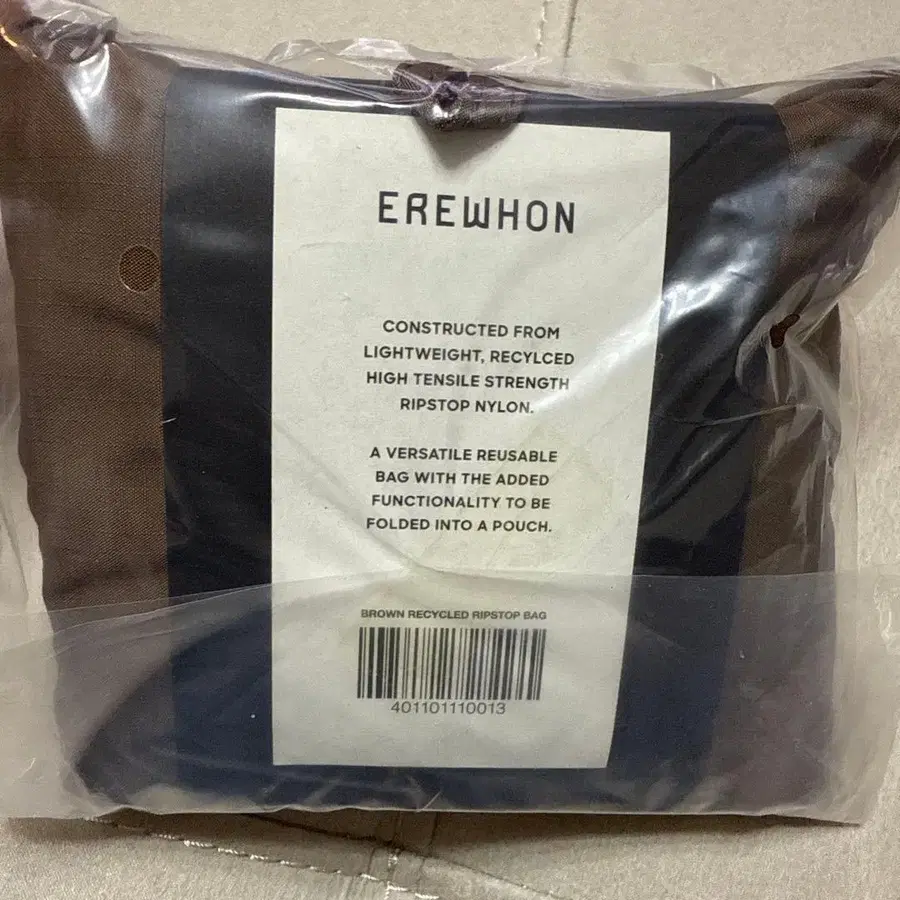 EREWHON
CONSTRUCTED FROM
LIGHTWEIGHT, RECYLCED
HIGH TENSILE STRENGTH
RIPSTOP NYLON.
A VERSATILE REUSABLE
BAG WITH THE ADDED
FUNCTIONALITY TO BE
FOLDED INTO A POUCH.
BROWN RECYCLED RIPSTOP BAG
401101110013